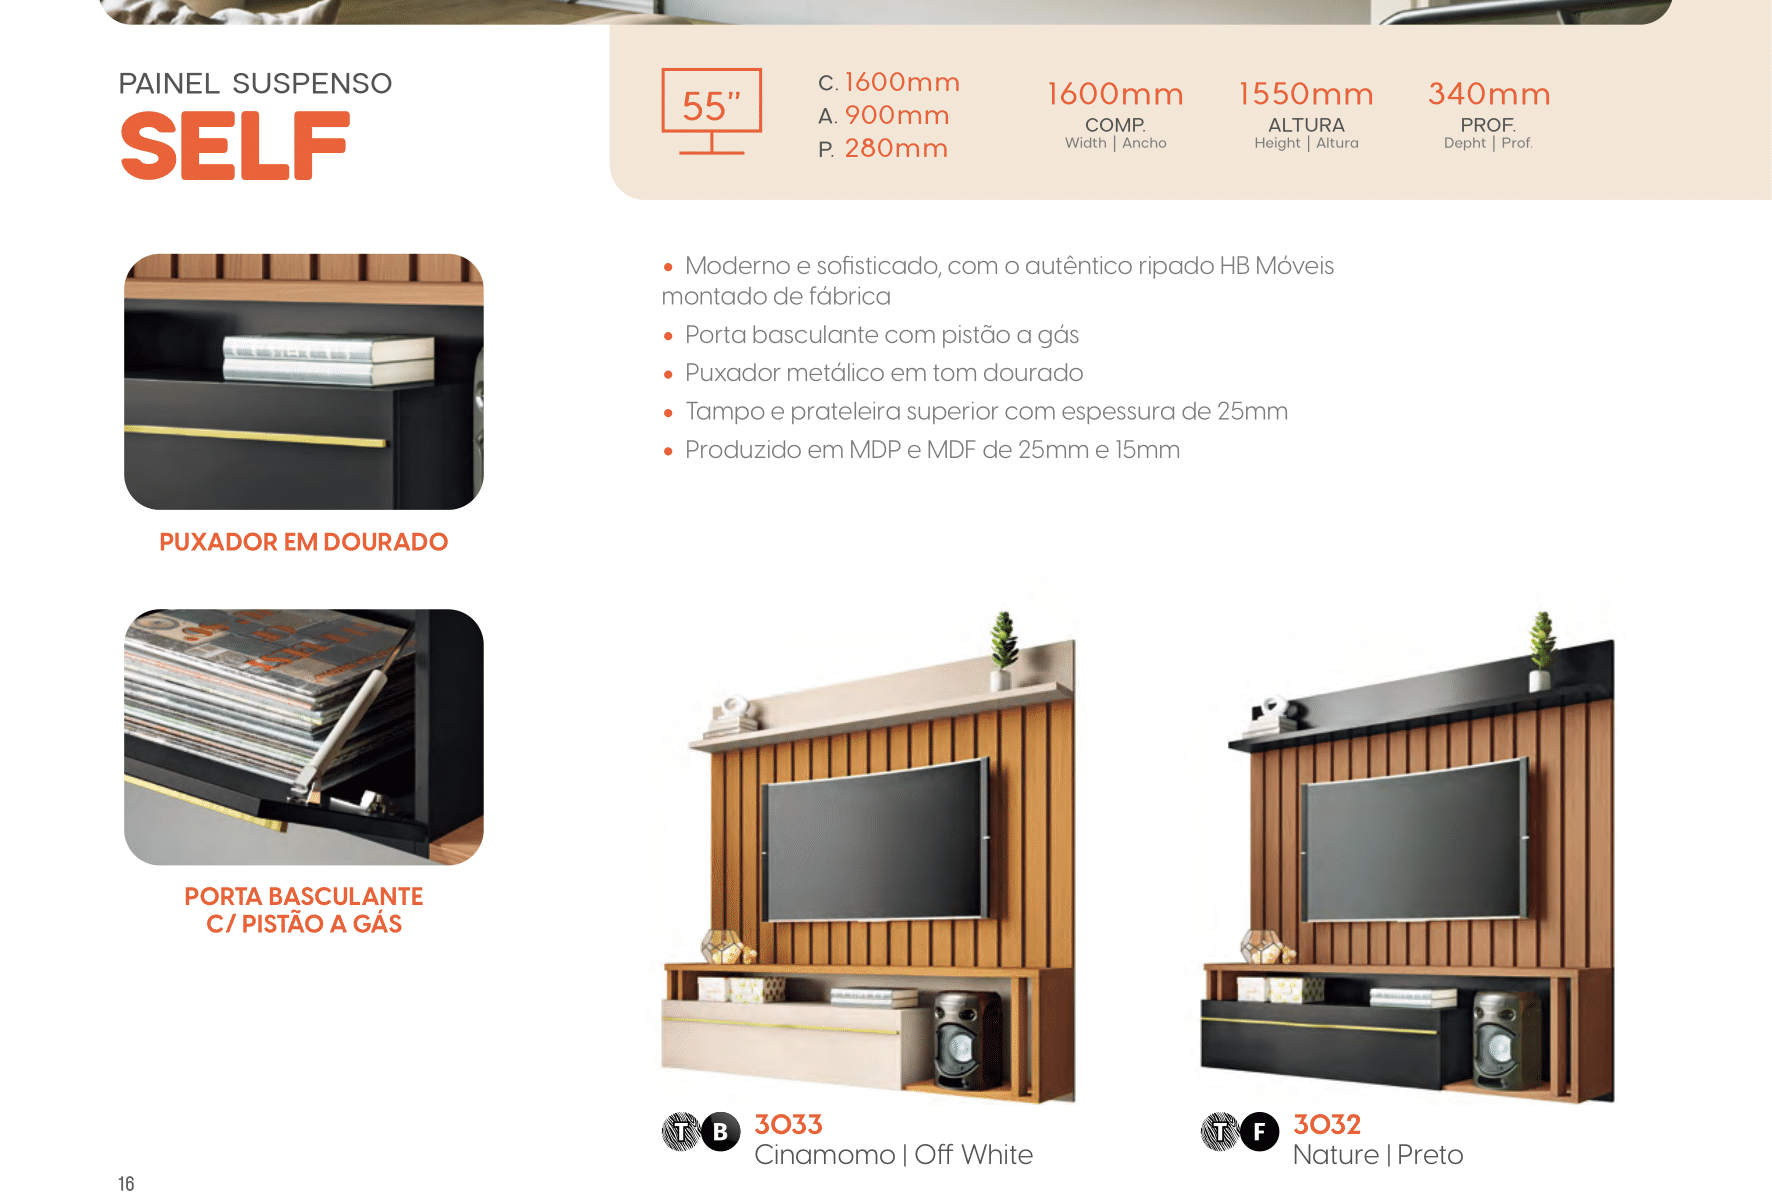 PAINEL SUSPENSO
SELF
55”
C. 1600mm
A. 900mm
P. 280mm
1600mm
COMP.
Width | Ancho
1550mm
ALTURA
Height | Altura
340mm
PROF.
Depht | Prof.
• Moderno e sofisticado, com o autêntico ripado HB Móveis
montado de fábrica
• Porta basculante com pistão a gás
• Puxador metálico em tom dourado
• Tampo e prateleira superior com espessura de 25mm
• Produzido em MDP e MDF de 25mm e 15mm
PUXADOR EM DOURADO
PORTA BASCULANTE
C/ PISTÃO A GÁS
T B 3033
Cinamomo | Off White
T F 3032
Nature | Preto
16